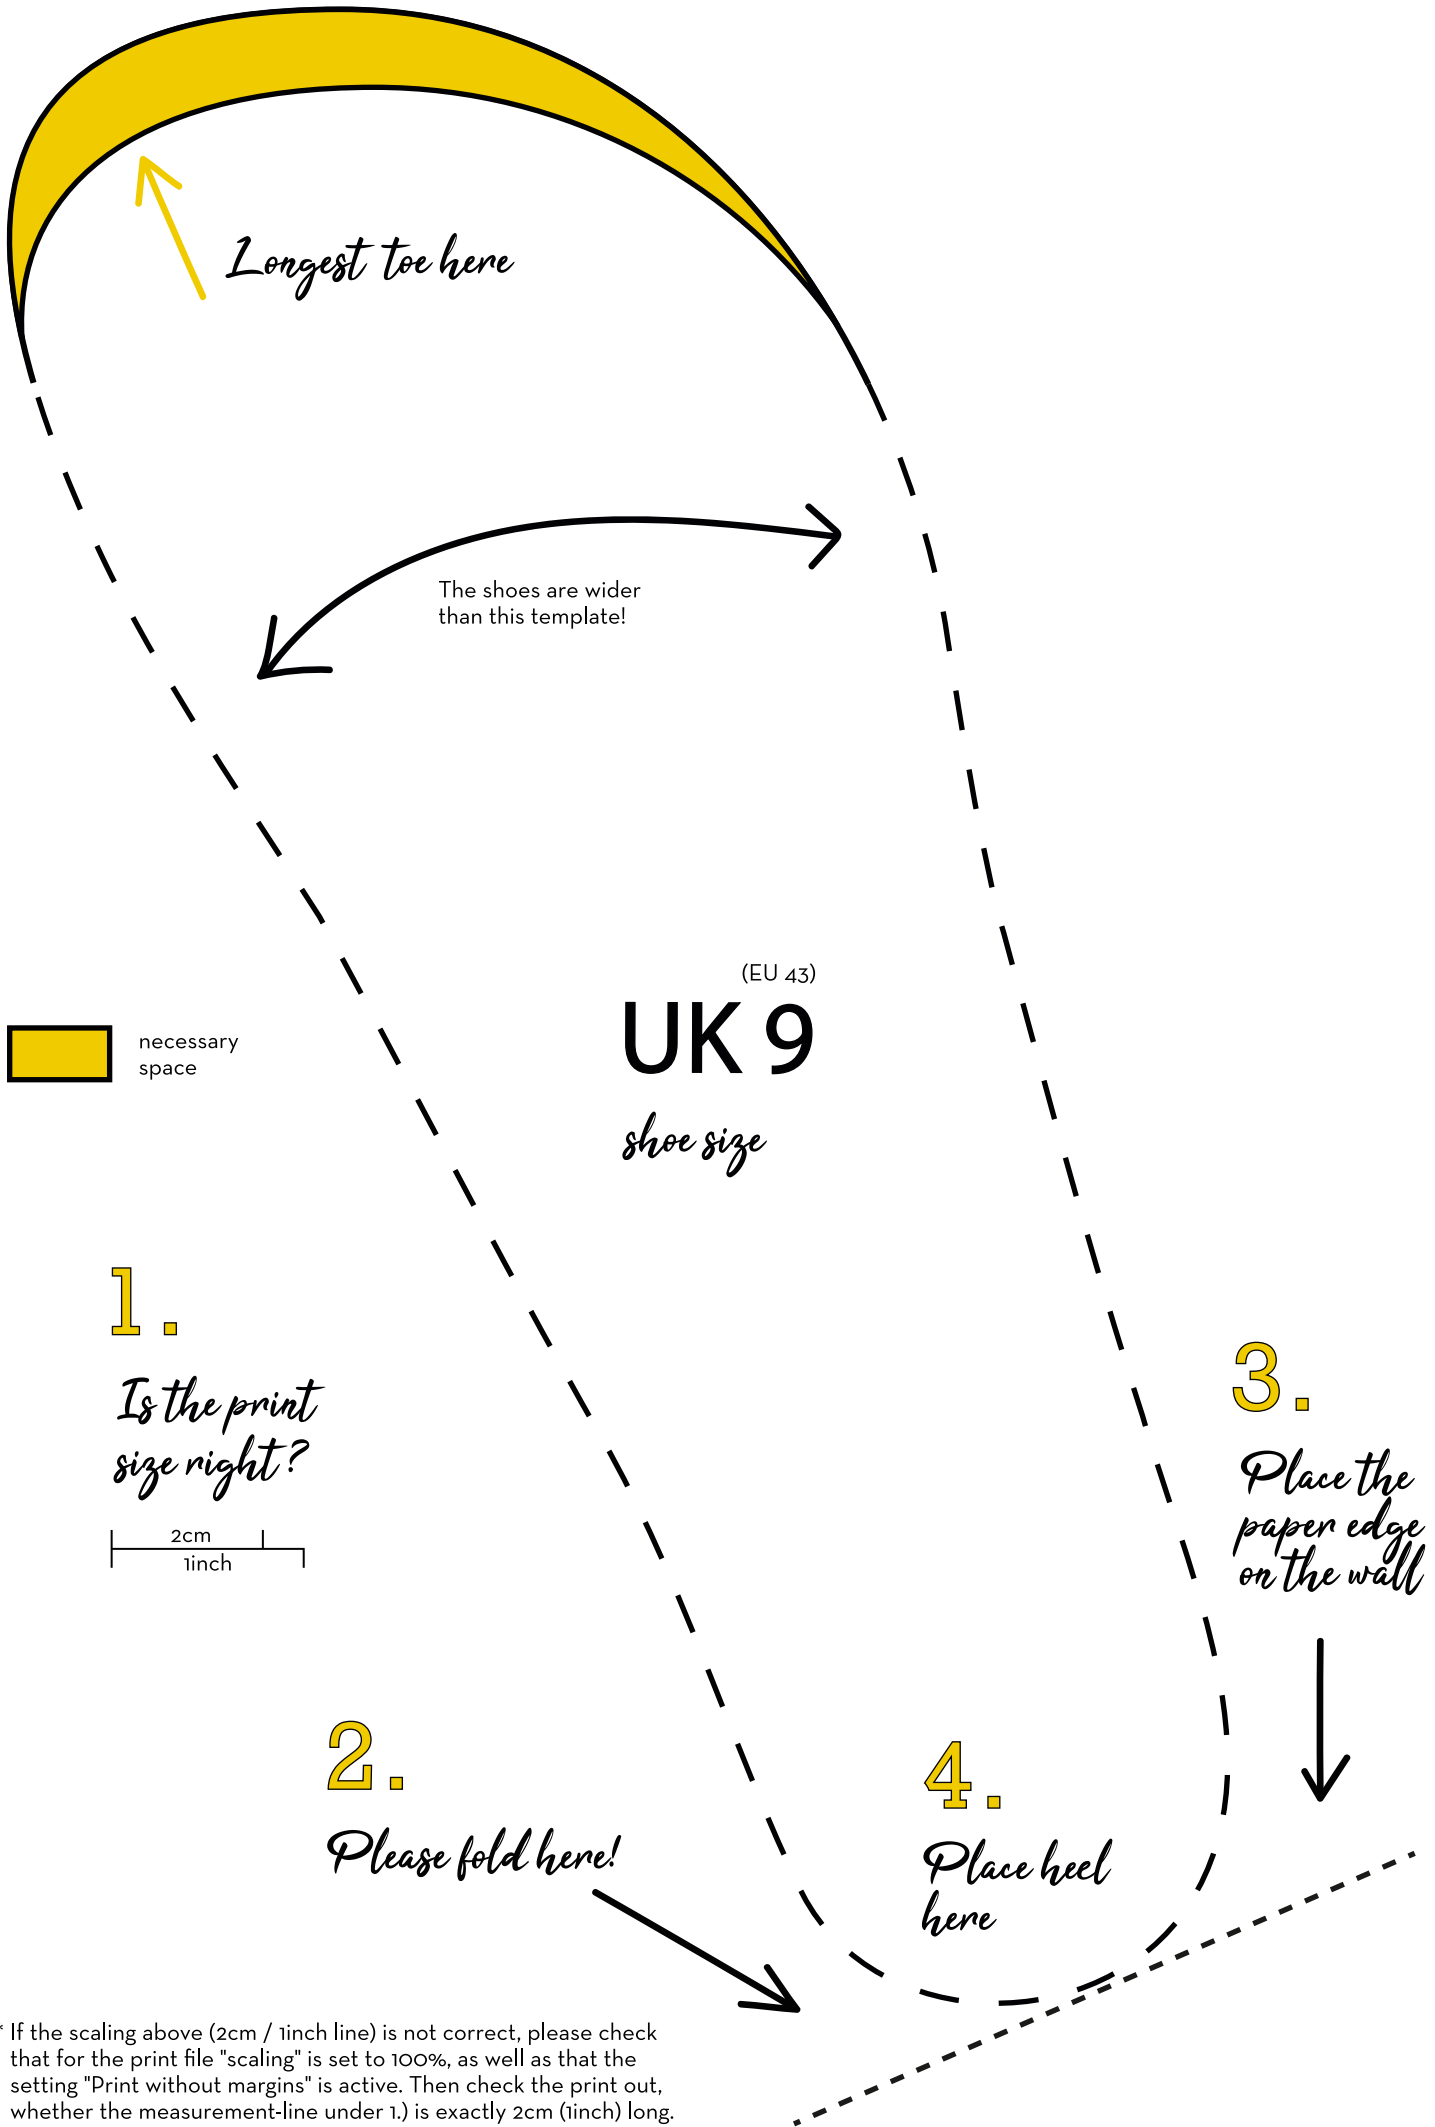 Longest toe here
The shoes are wider
than this template!
(EU 43)
UK 9
shoe size
necessary
space
1.
Is the print
size right?
2cm
1inch
3.
Place the
paper edge
on the wall
2.
Please fold here!
4.
Place heel
here
* If the scaling above (2cm / 1inch line) is not correct, please check
that for the print file "scaling" is set to 100%, as well as that the
setting "Print without margins" is active. Then check the print out,
whether the measurement-line under 1.) is exactly 2cm (1inch) long.